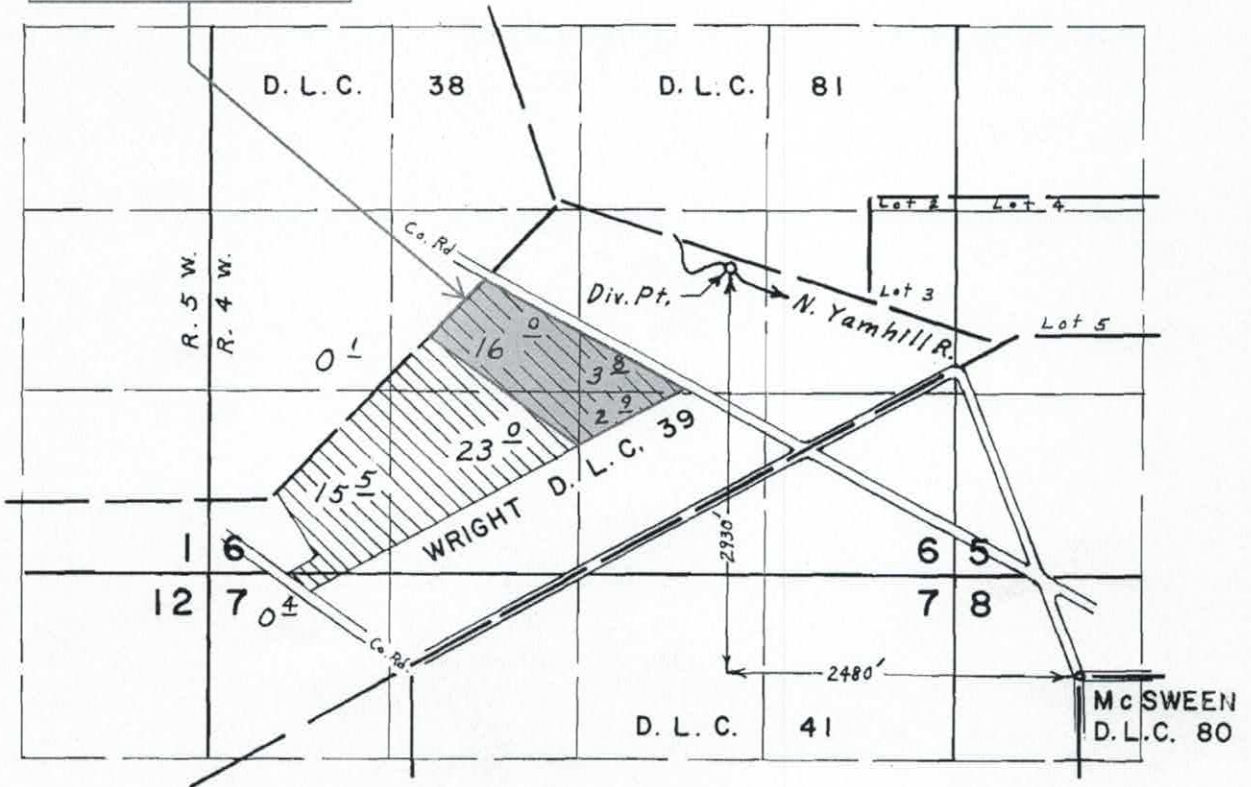 D. L. C. 38
D. L. C. 81
Lot 2
Lot 4
Co. Rd
R. 5 W.
R. 4 W.
Div. Pt.
N. Yamhill R.
Lot 3
Lot 5
0 1
16 0
3 8
2 9
23 0
15 5
WRIGHT D. L. C. 39
2930'
1 6
6 5
12 7
7 8
0 4
Co. Rd.
2480'
D. L. C. 41
McSWEEN
D.L.C. 80